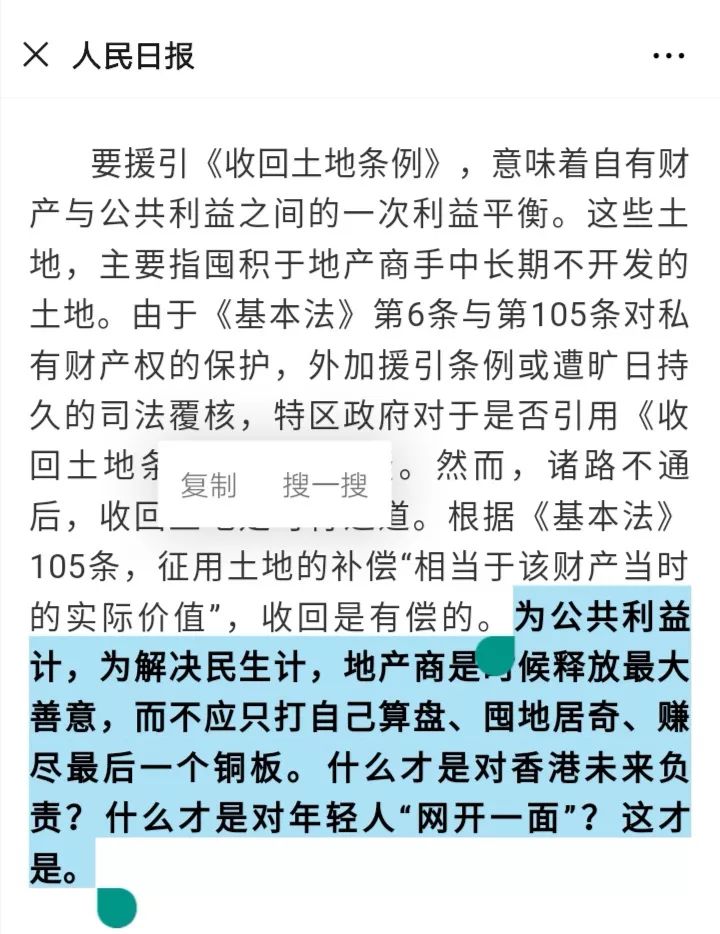 人民日报
要援引《收回土地条例》，意味着自有财
产与公共利益之间的一次利益平衡。这些土
地，主要指囤积于地产商手中长期不开发的
土地。由于《基本法》第6条与第105条对私
有财产权的保护，外加援引条例或遭旷日持
久的司法覆核，特区政府对于是否引用《收
回土地条 。然而，诸路不通
复制 搜一搜
后，收回 道。根据《基本法》
105条，征用土地的补偿“相当于该财产当时
的实际价值”，收回是有偿的。为公共利益
计，为解决民生计，地产商是 候释放最大
善意，而不应只打自己算盘、囤地居奇、赚
尽最后一个铜板。什么才是对香港未来负
责？什么才是对年轻人“网开一面”？这才
是。